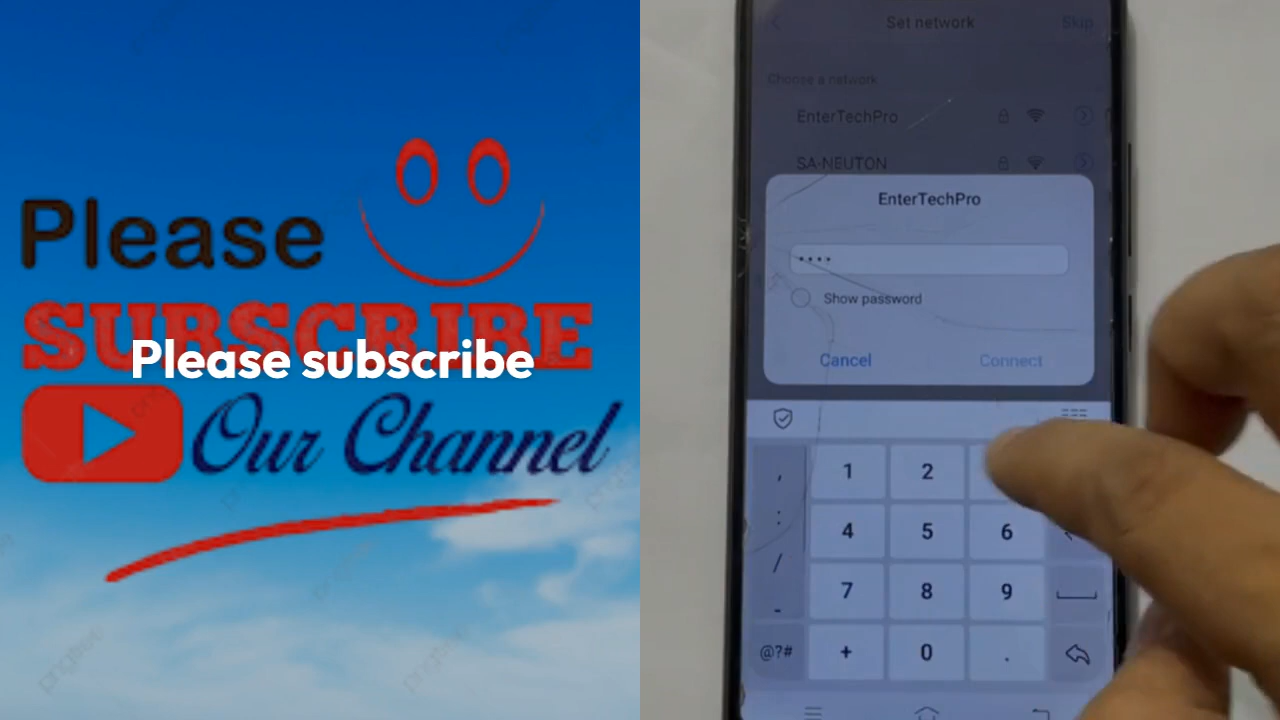 Please
SUBSCRIBE
Please subscribe
Our Channel
Set network
Skip
Choose a network
EnterTechPro
SA-NEUTON
EnterTechPro
••••
Show password
Cancel
Connect
,
1
2
:
4
5
6
/
7
8
9
-
@?#
+
0
.